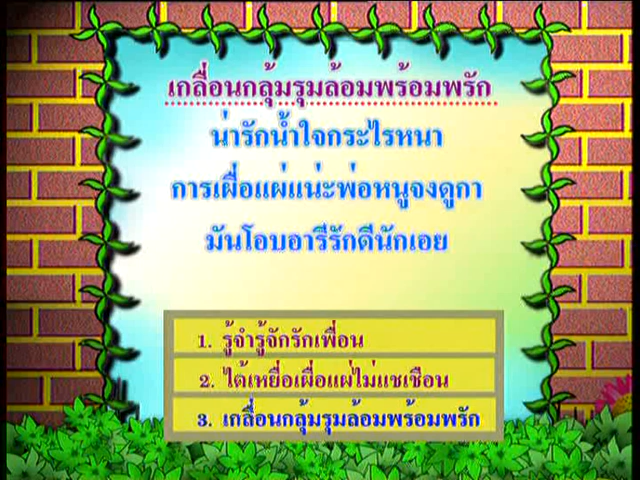 เกลื่อนกลุ้มรุมล้อมพร้อมพรัก
น่ารักน้ำใจกระไรหนา
การเผื่อแผ่แน่ะพ่อหนูจงดูกา
มันโอบอารีรักดีนักเอย
1. รู้จำรู้จักรักเพื่อน
2. ได้เหยื่อเผื่อแผ่ไม่แชเชือน
3. เกลื่อนกลุ้มรุมล้อมพร้อมพรัก